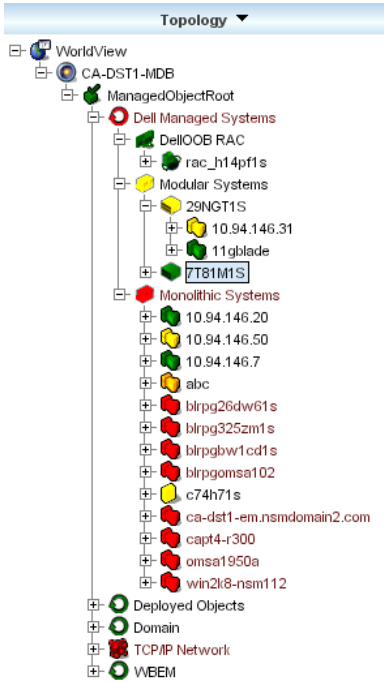 Topology
WorldView
CA-DST1-MDB
ManagedObjectRoot
Dell Managed Systems
DellOOB RAC
rac_h14pf1s
Modular Systems
29NGT1S
10.94.146.31
11gblade
7T81M1S
Monolithic Systems
10.94.146.20
10.94.146.50
10.94.146.7
abc
blrpg26dw61s
blrpg325zm1s
blrpgbw1cd1s
blrpgomsa102
c74h71s
ca-dst1-em.nsmdomain2.com
capt4-r300
omsa1950a
win2k8-nsm112
Deployed Objects
Domain
TCP/IP Network
WBEM